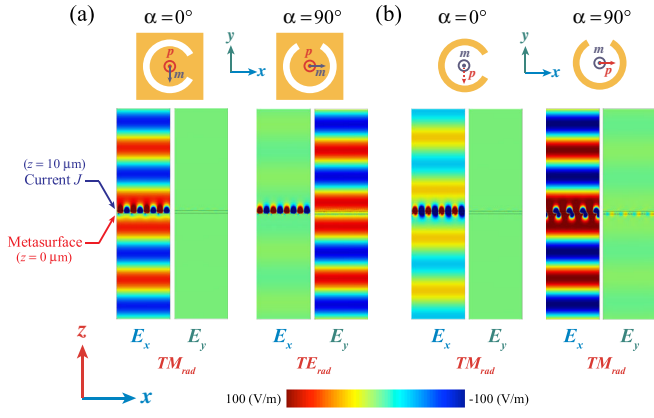 (a) α = 0° α = 90° (b) α = 0° α = 90°
p m y x p m m p y x m p
(z = 10 μm)
Current J
Metasurface
(z = 0 μm)
z x
Ex Ey Ex Ey Ex Ey Ex Ey
TMrad TErad TMrad TMrad
100 (V/m) -100 (V/m)